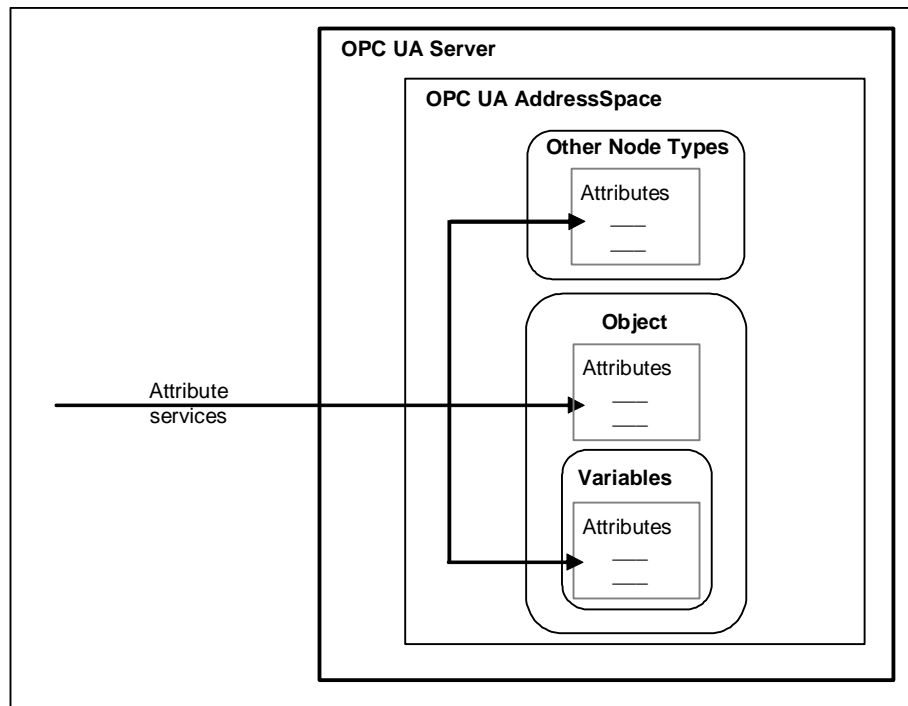 OPC UA Server
OPC UA AddressSpace
Other Node Types
Attributes
Object
Attributes
Attribute
services
Variables
Attributes